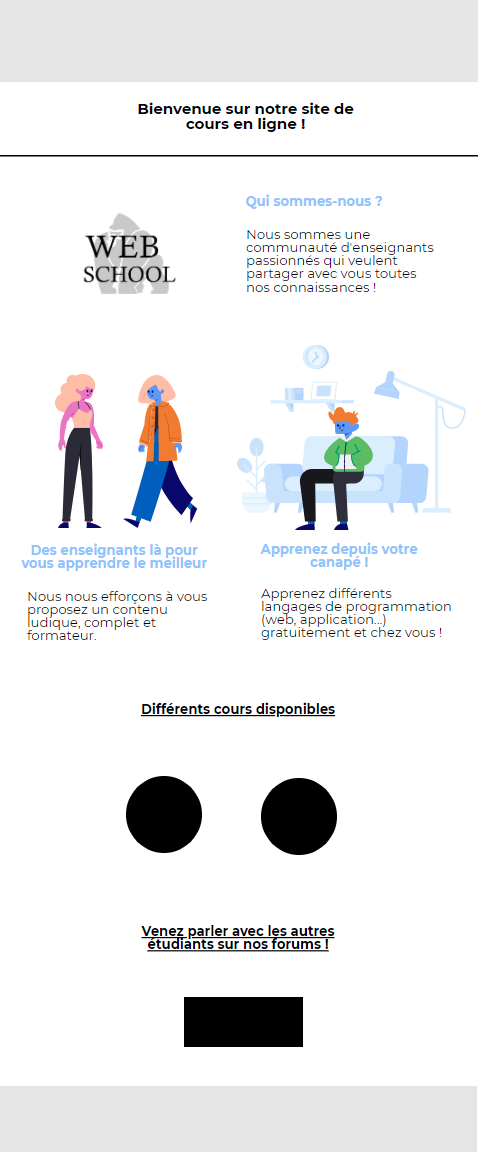 Bienvenue sur notre site de
cours en ligne !
Qui sommes-nous ?
WEB
SCHOOL
Nous sommes une
communauté d'enseignants
passionnés qui veulent
partager avec vous toutes
nos connaissances !
Des enseignants là pour
vous apprendre le meilleur
Nous nous efforçons à vous
proposez un contenu
ludique, complet et
formateur.
Apprenez depuis votre
canapé !
Apprenez différents
langages de programmation
(web, application...)
gratuitement et chez vous !
Différents cours disponibles
Venez parler avec les autres
étudiants sur nos forums !